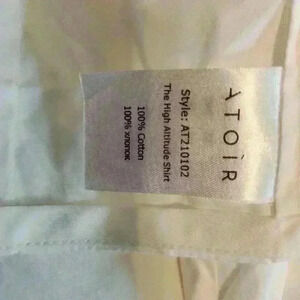 ATOÌR
Style: AT210102
The High Altitude Shirt
100% Cotton
100% хлопок